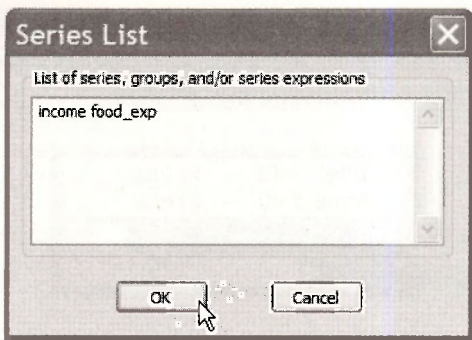 Series List
List of series, groups, and/or series expressions
income food_exp
OK
Cancel